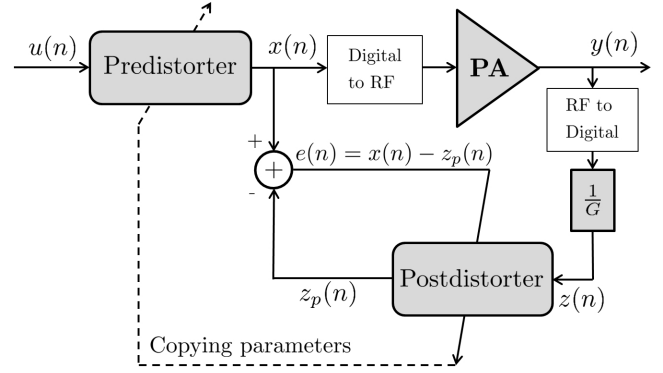 u(n)
Predistorter
x(n)
Digital
to RF
PA
y(n)
RF to
Digital
+
+
-
e(n) = x(n) − z_p(n)
1/G
Postdistorter
z_p(n)
z(n)
Copying parameters